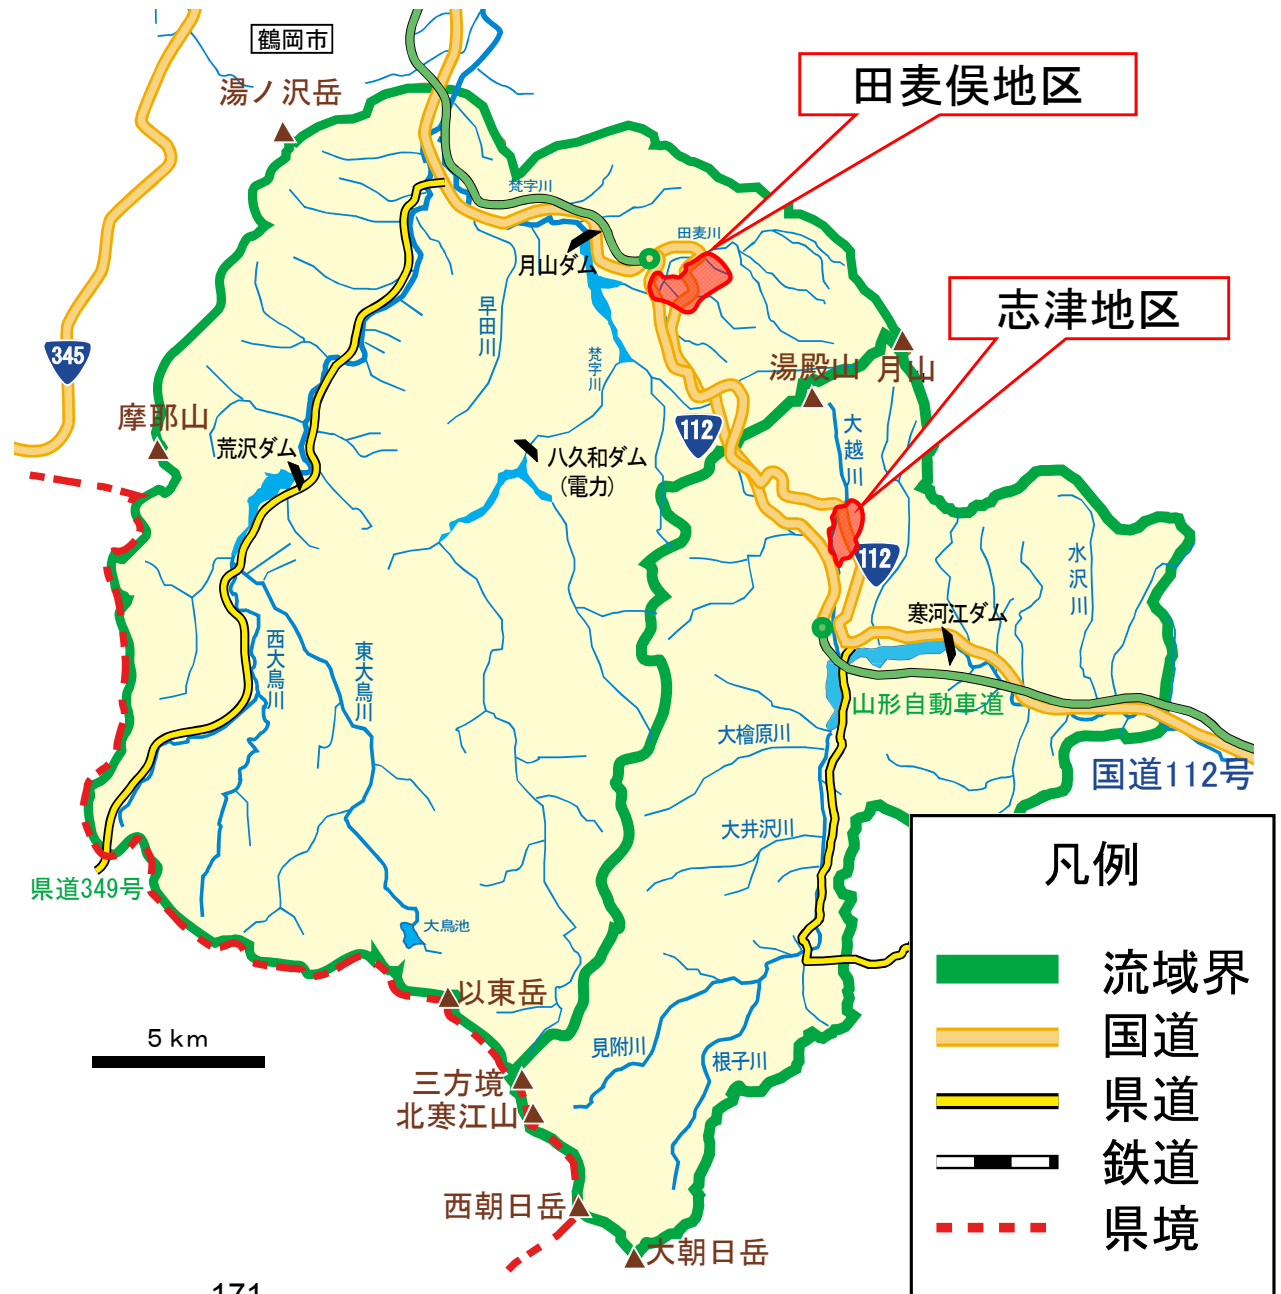 鶴岡市
湯ノ沢岳
田麦俣地区
梵字川
田麦川
月山ダム
志津地区
早田川
345
梵字川
湯殿山
月山
摩耶山
112
大越川
荒沢ダム
八久和ダム
(電力)
112
水沢川
寒河江ダム
西大鳥川
東大鳥川
山形自動車道
大檜原川
国道112号
大井沢川
県道349号
大鳥池
以東岳
5 km
見附川
根子川
三方境
北寒江山
西朝日岳
大朝日岳
171
凡例
流域界
国道
県道
鉄道
県境